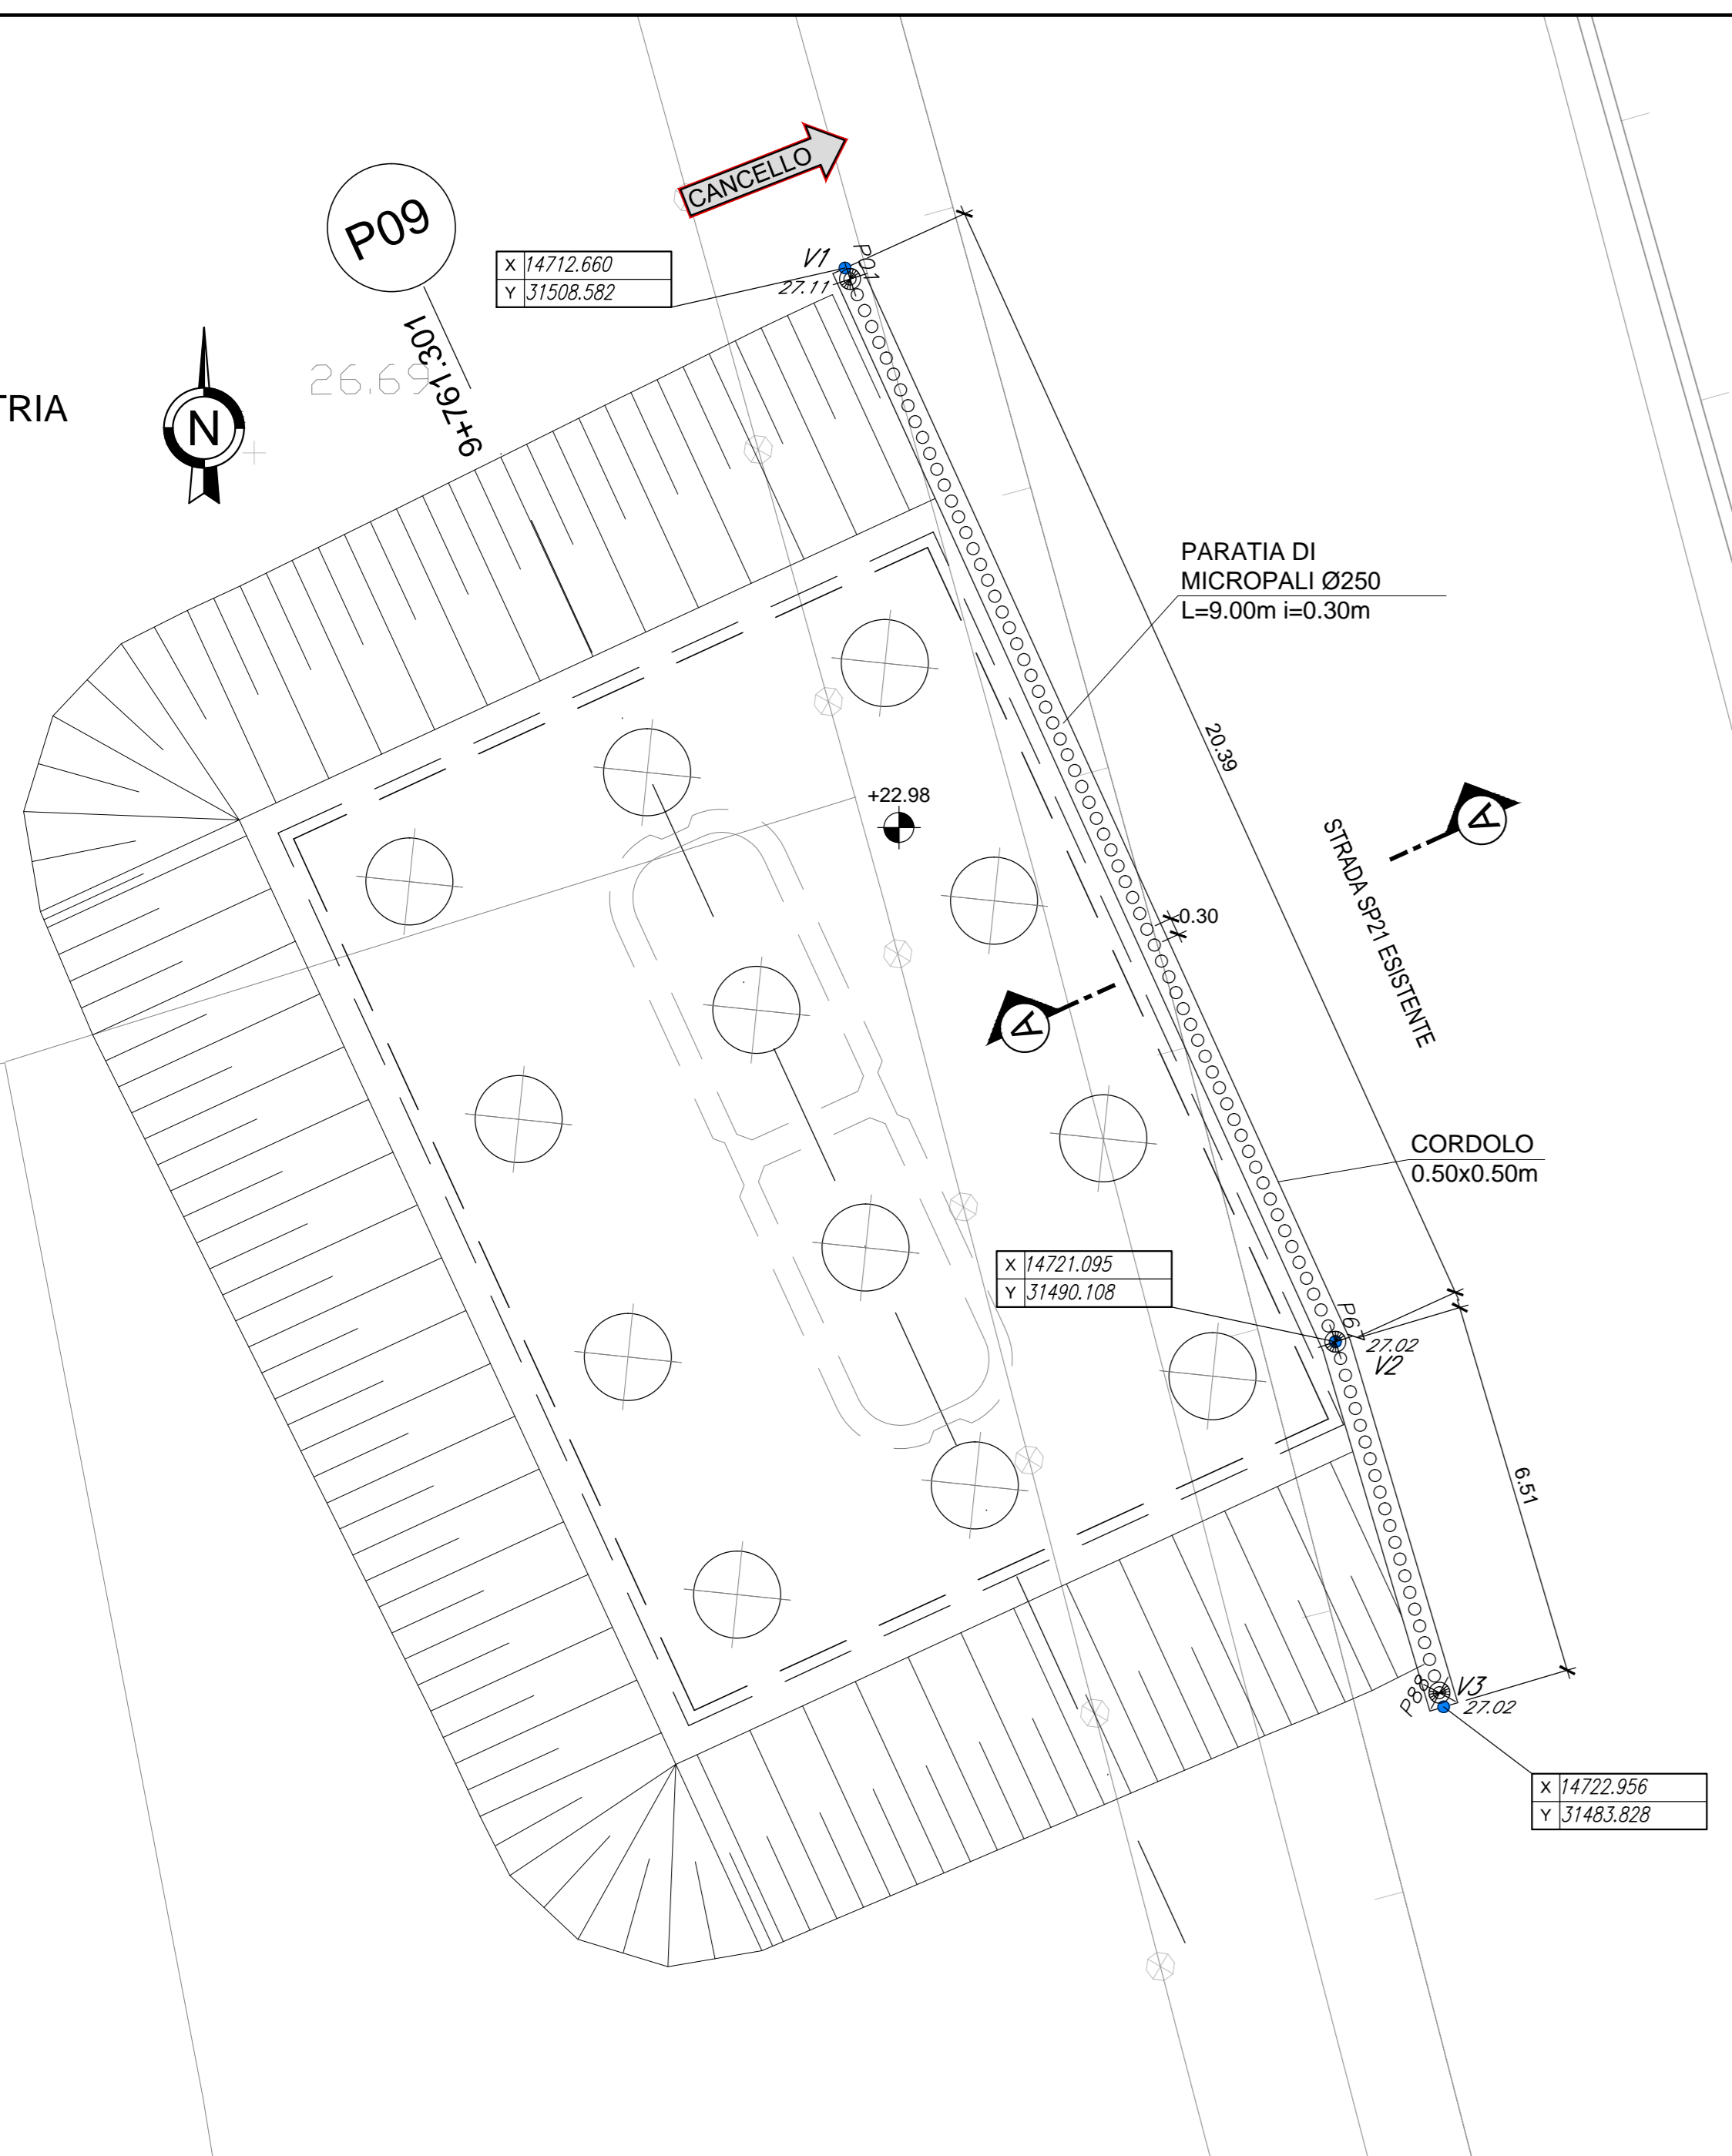 CANCELLO
P09
9+761.301
26.69
TRIA
N
X 14712.660
Y 31508.582
V1
P01
27.11
PARATIA DI
MICROPALI Ø250
L=9.00m i=0.30m
20.39
+22.98
A
STRADA SP21 ESISTENTE
0.30
A
CORDOLO
0.50x0.50m
X 14721.095
Y 31490.108
P67
27.02
V2
6.51
P88
V3
27.02
X 14722.956
Y 31483.828